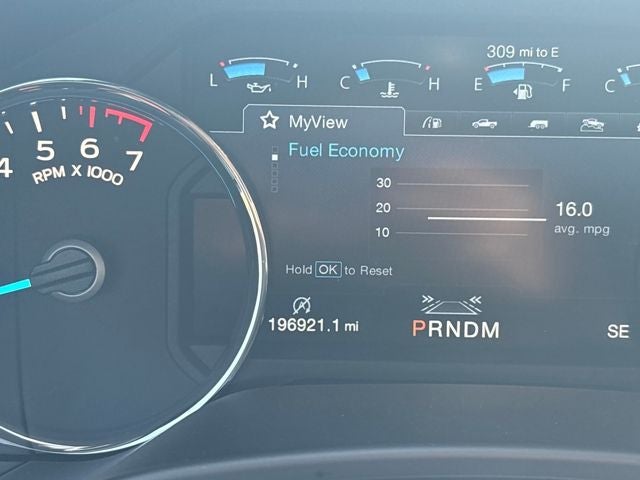 309 mi to E
L H C H E F C
MyView
Fuel Economy
4 5 6 7
RPM X 1000
30
20
10
16.0
avg. mpg
Hold OK to Reset
196921.1 mi
PRNDM
SE